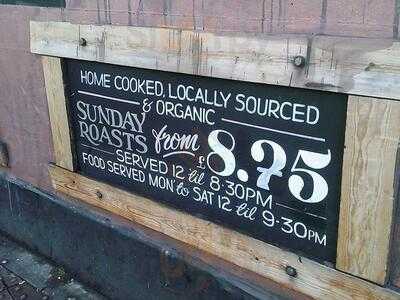 HOME COOKED, LOCALLY SOURCED
& ORGANIC
SUNDAY
ROASTS from £8.75
SERVED 12 til 8·30PM
FOOD SERVED MON to SAT 12 til 9·30PM